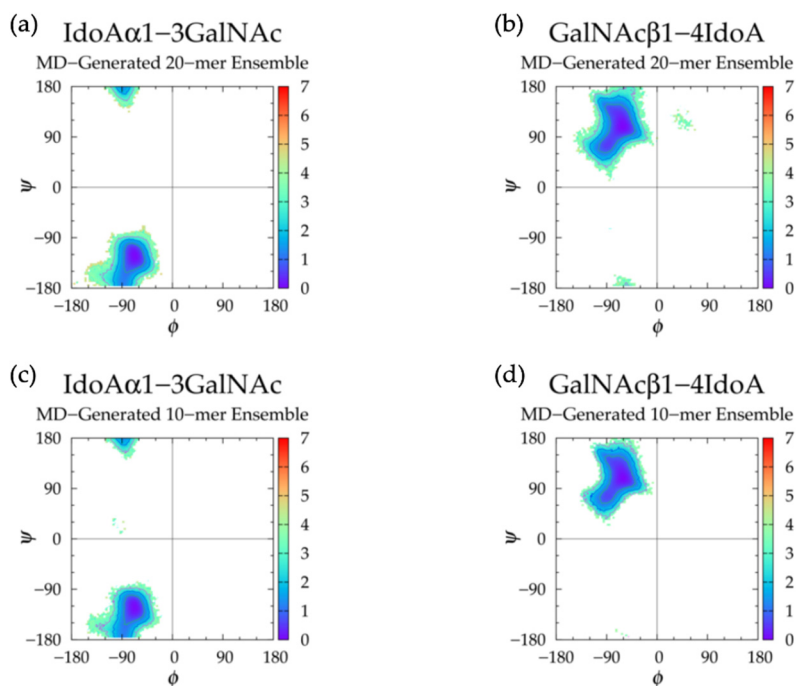 (a)
IdoAα1−3GalNAc
MD−Generated 20−mer Ensemble
180
90
0
−90
−180
ψ
−180 −90 0 90 180
ϕ
7
6
5
4
3
2
1
0
(b)
GalNAcβ1−4IdoA
MD−Generated 20−mer Ensemble
180
90
0
−90
−180
ψ
−180 −90 0 90 180
ϕ
7
6
5
4
3
2
1
0
(c)
IdoAα1−3GalNAc
MD−Generated 10−mer Ensemble
180
90
0
−90
−180
ψ
−180 −90 0 90 180
ϕ
7
6
5
4
3
2
1
0
(d)
GalNAcβ1−4IdoA
MD−Generated 10−mer Ensemble
180
90
0
−90
−180
ψ
−180 −90 0 90 180
ϕ
7
6
5
4
3
2
1
0